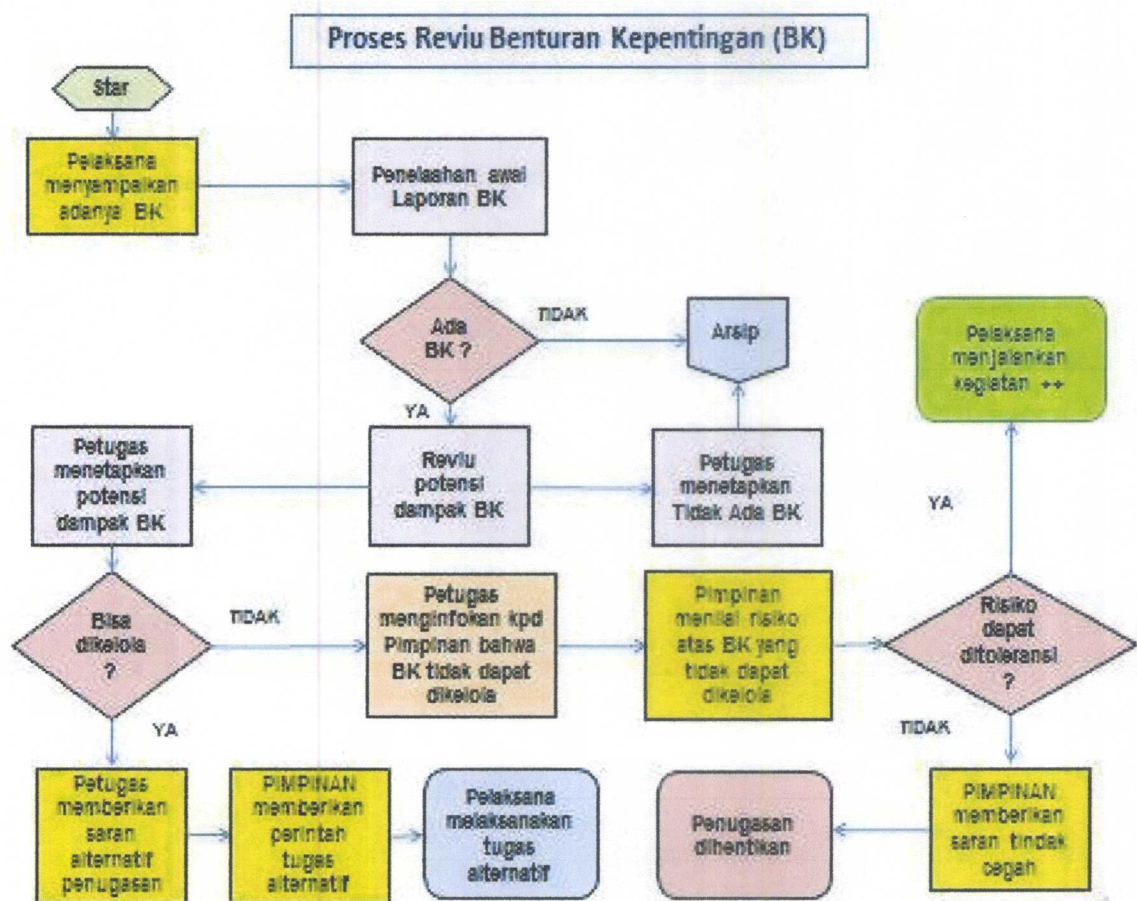 Proses Reviu Benturan Kepentingan (BK)
Star
Pelaksana
menyampaikan
adanya BK
Penelaahan awal
Laporan BK
Ada
BK ?
TIDAK
Arsip
YA
Pelaksana
menjalankan
kegiatan ++
Petugas
menetapkan
potensi
dampak BK
Reviu
potensi
dampak BK
Petugas
menetapkan
Tidak Ada BK
YA
Bisa
dikelola
?
TIDAK
Petugas
menginfokan kpd
Pimpinan bahwa
BK tidak dapat
dikelola
Pimpinan
menilai risiko
atas BK yang
tidak dapat
dikelola
Risiko
dapat
ditoleransi
?
YA
TIDAK
Petugas
memberikan
saran
alternatif
penugasan
PIMPINAN
memberikan
perintah
tugas
alternatif
Pelaksana
melaksanakan
tugas
alternatif
Penugasan
dihentikan
PIMPINAN
memberikan
saran tindak
cegah